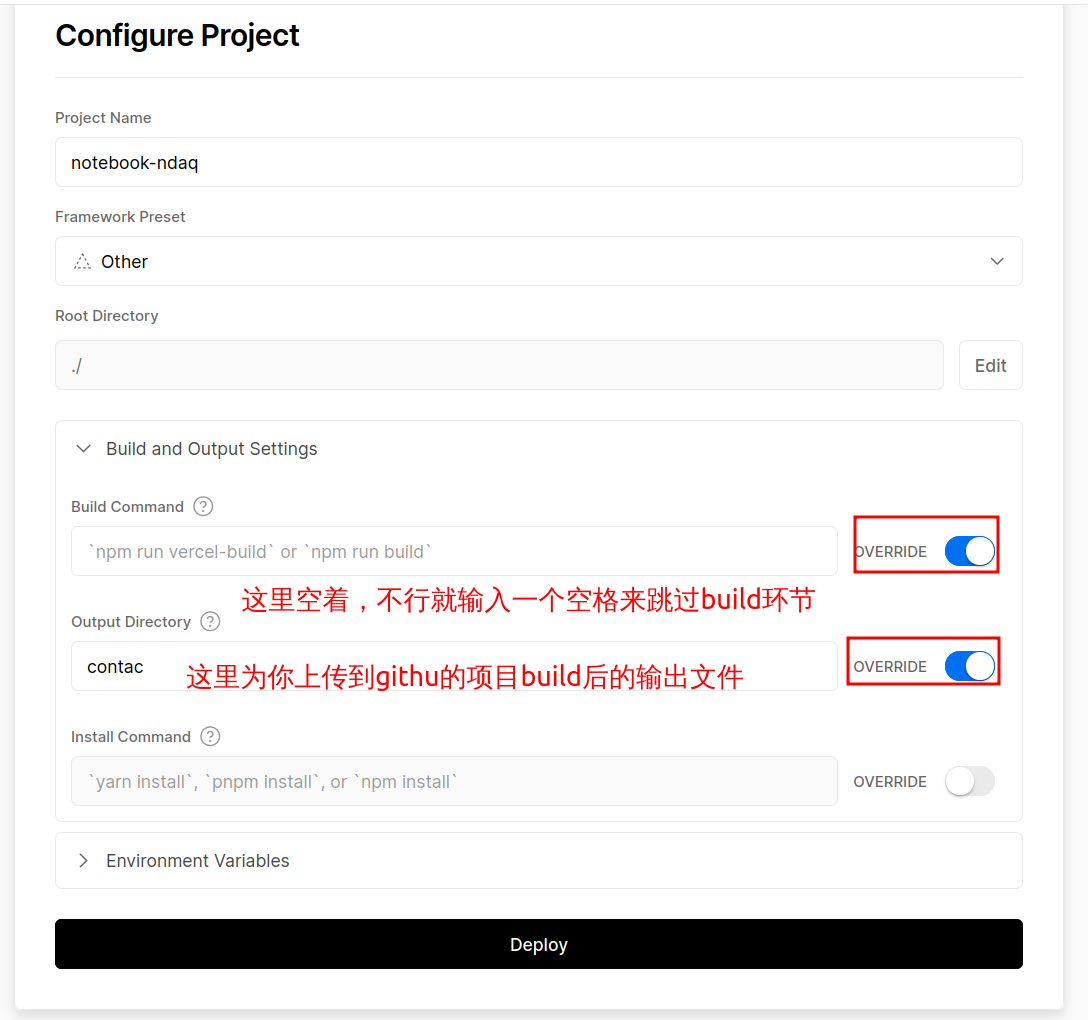 Configure Project
Project Name
notebook-ndaq
Framework Preset
Other
Root Directory
./
Edit
Build and Output Settings
Build Command ?
`npm run vercel-build` or `npm run build`
OVERRIDE
这里空着，不行就输入一个空格来跳过build环节
Output Directory ?
contac
这里为你上传到githu的项目build后的输出文件
OVERRIDE
Install Command ?
`yarn install`, `pnpm install`, or `npm install`
OVERRIDE
Environment Variables
Deploy